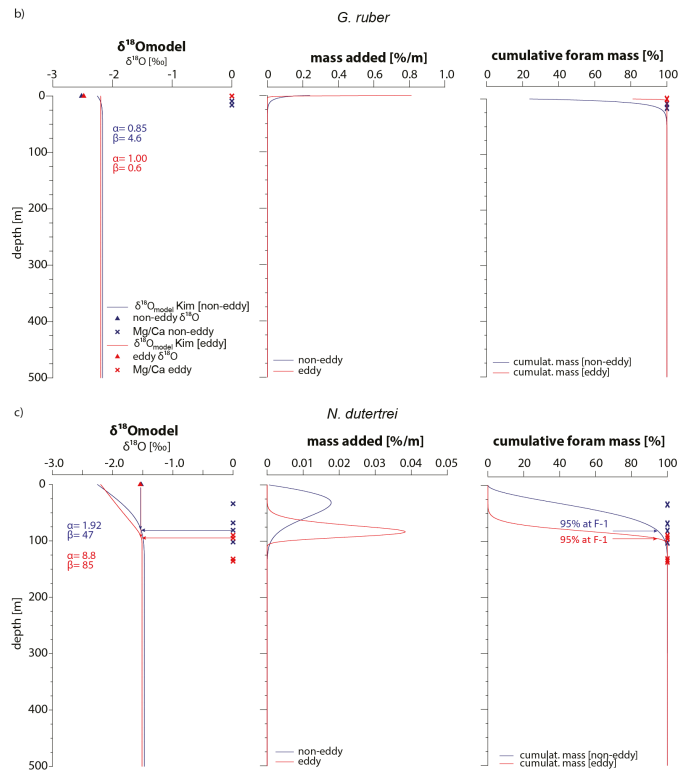 b)
G. ruber
δ¹⁸Omodel
δ¹⁸O [‰]
-3 -2 -1 0
mass added [%/m]
0 0.2 0.4 0.6 0.8 1.0
cumulative foram mass [%]
0 20 40 60 80 100
depth [m]
0
100
200
300
400
500
α= 0.85
β= 4.6
α= 1.00
β= 0.6
δ¹⁸Omodel Kim [non-eddy]
non-eddy δ¹⁸O
Mg/Ca non-eddy
δ¹⁸Omodel Kim [eddy]
eddy δ¹⁸O
Mg/Ca eddy
non-eddy
eddy
cumulat. mass [non-eddy]
cumulat. mass [eddy]
c)
N. dutertrei
δ¹⁸Omodel
δ¹⁸O [‰]
-3.0 -2.0 -1.0 0
mass added [%/m]
0 0.01 0.02 0.03 0.04 0.05
cumulative foram mass [%]
0 20 40 60 80 100
depth [m]
0
100
200
300
400
500
α= 1.92
β= 47
α= 8.8
β= 85
non-eddy
eddy
95% at F-1
95% at F-1
cumulat. mass [non-eddy]
cumulat. mass [eddy]